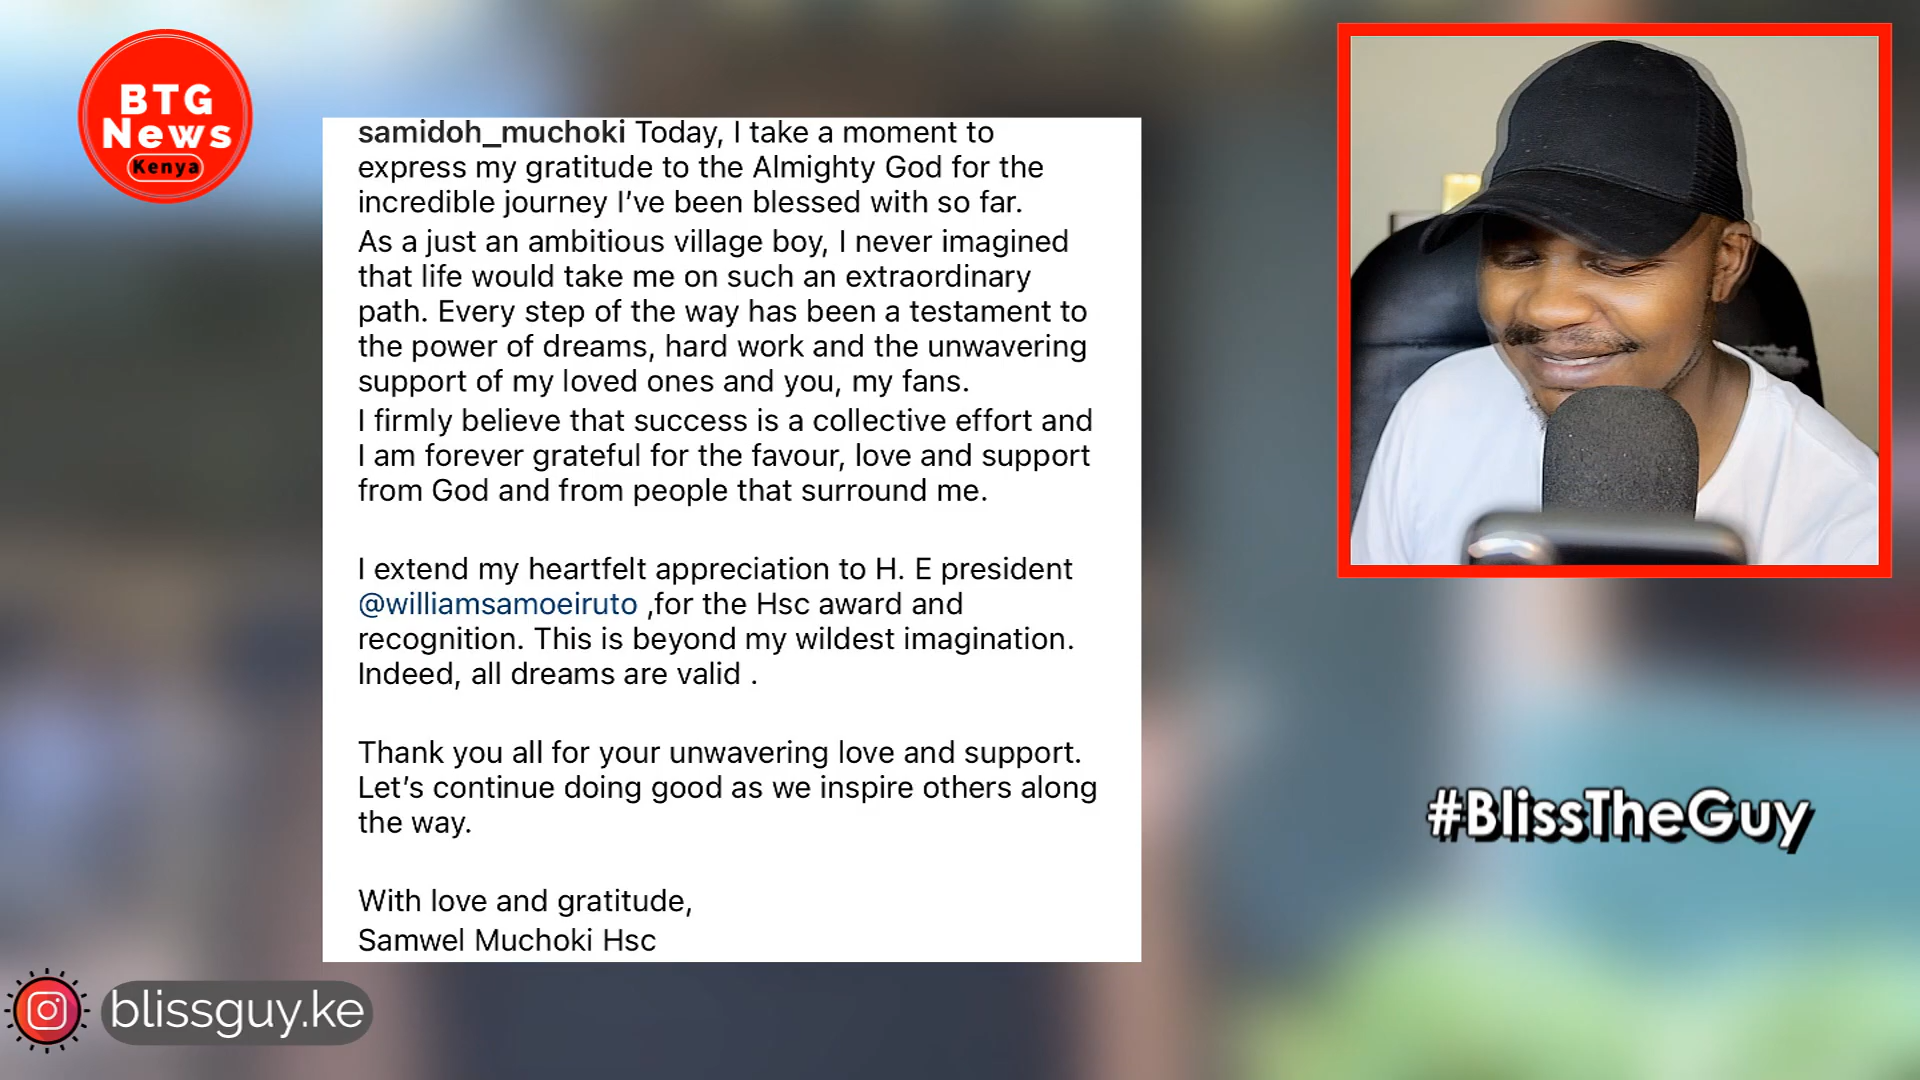 BTG
News
Kenya
samidoh_muchoki Today, I take a moment to
express my gratitude to the Almighty God for the
incredible journey I’ve been blessed with so far.
As a just an ambitious village boy, I never imagined
that life would take me on such an extraordinary
path. Every step of the way has been a testament to
the power of dreams, hard work and the unwavering
support of my loved ones and you, my fans.
I firmly believe that success is a collective effort and
I am forever grateful for the favour, love and support
from God and from people that surround me.
I extend my heartfelt appreciation to H. E president
@williamsamoeiruto ,for the Hsc award and
recognition. This is beyond my wildest imagination.
Indeed, all dreams are valid .
Thank you all for your unwavering love and support.
Let’s continue doing good as we inspire others along
the way.
With love and gratitude,
Samwel Muchoki Hsc
#BlissTheGuy
blissguy.ke